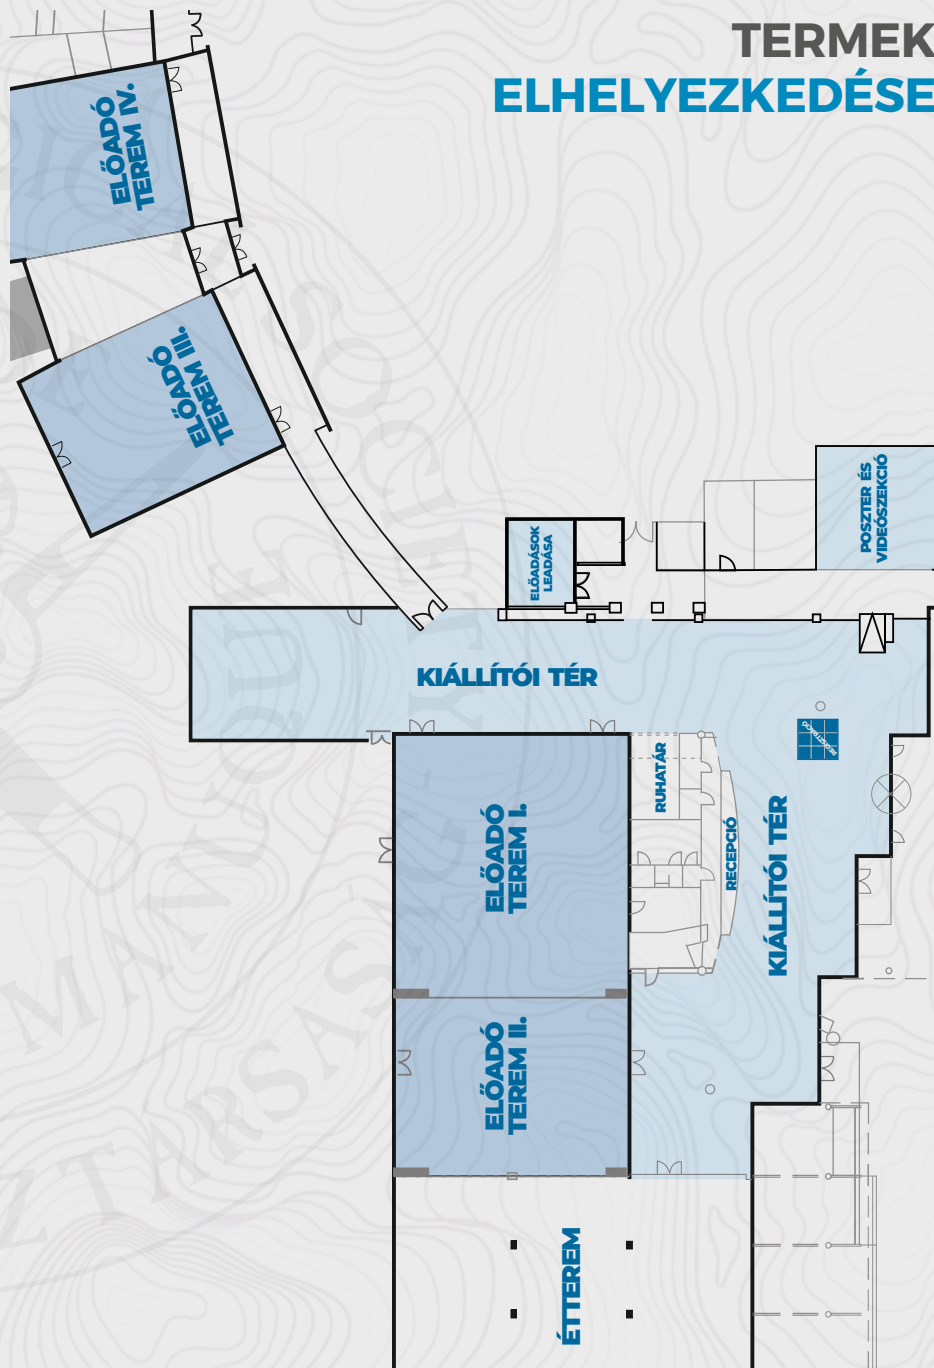 TERMEK
ELHELYEZKEDÉSE
ELŐADÓ
TEREM IV.
ELŐADÓ
TEREM III.
POSZTER ÉS
VIDEÓSZEKCIÓ
ELŐADÁSOK
LEADÁSA
KIÁLLÍTÓI TÉR
REGISZTRÁCIÓ
RUHATÁR
ELŐADÓ
TEREM I.
RECEPCIÓ
KIÁLLÍTÓI TÉR
ELŐADÓ
TEREM II.
ÉTTEREM